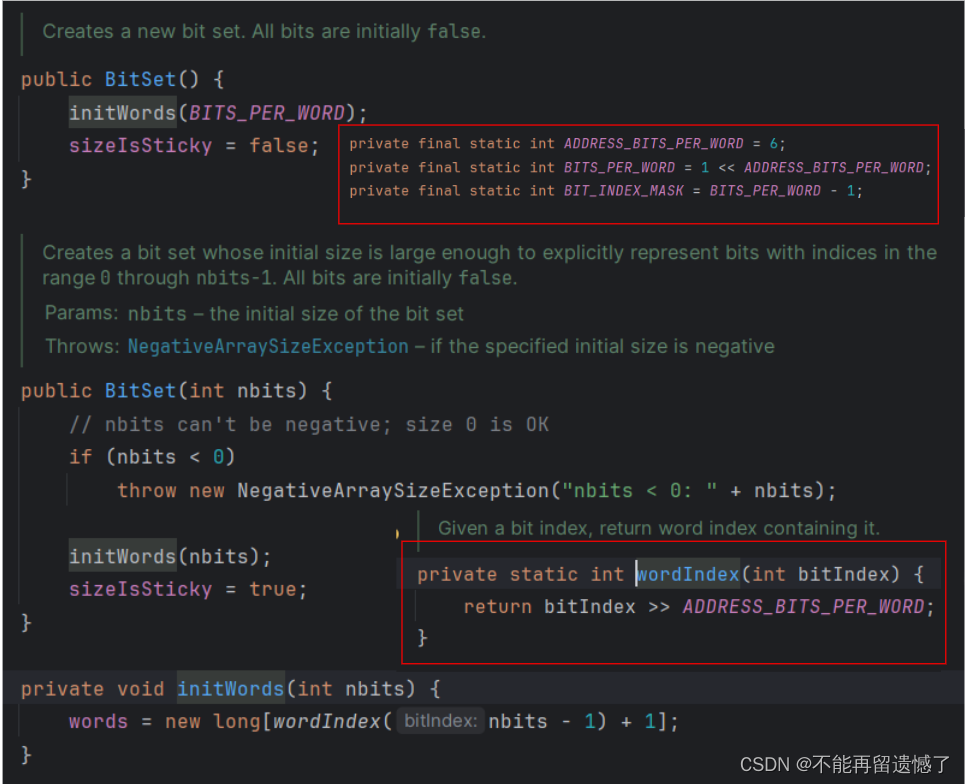 Creates a new bit set. All bits are initially false.
public BitSet() {
initWords(BITS_PER_WORD);
sizeIsSticky = false;
}
private final static int ADDRESS_BITS_PER_WORD = 6;
private final static int BITS_PER_WORD = 1 << ADDRESS_BITS_PER_WORD;
private final static int BIT_INDEX_MASK = BITS_PER_WORD - 1;
Creates a bit set whose initial size is large enough to explicitly represent bits with indices in the
range 0 through nbits-1. All bits are initially false.
Params: nbits – the initial size of the bit set
Throws: NegativeArraySizeException – if the specified initial size is negative
public BitSet(int nbits) {
// nbits can't be negative; size 0 is OK
if (nbits < 0)
throw new NegativeArraySizeException("nbits < 0: " + nbits);
initWords(nbits);
sizeIsSticky = true;
}
Given a bit index, return word index containing it.
private static int wordIndex(int bitIndex) {
return bitIndex >> ADDRESS_BITS_PER_WORD;
}
private void initWords(int nbits) {
words = new long[wordIndex( bitIndex: nbits - 1) + 1];
}
CSDN @不能再留遗憾了